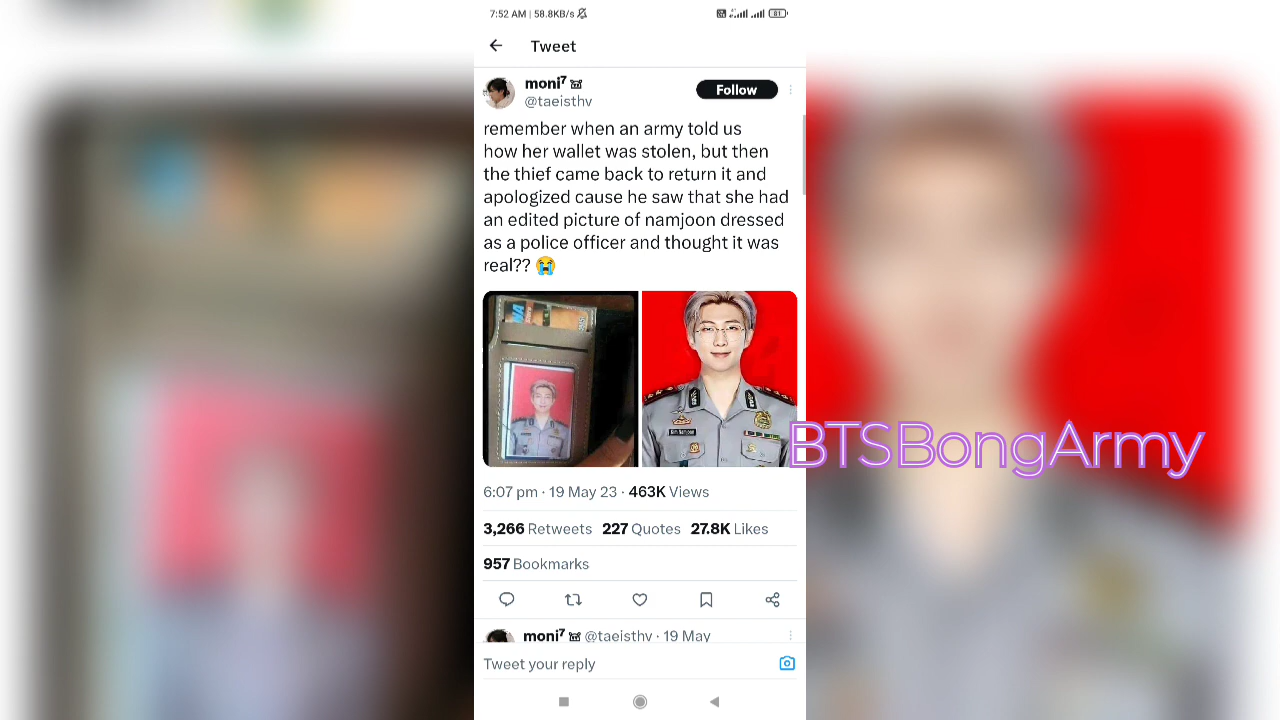 7:52 AM | 58.8KB/s
81
Tweet
moni⁷
@taeisthv
Follow
remember when an army told us
how her wallet was stolen, but then
the thief came back to return it and
apologized cause he saw that she had
an edited picture of namjoon dressed
as a police officer and thought it was
real?? 😭
Kim Namjoon
BTSBongArmy
6:07 pm · 19 May 23 · 463K Views
3,266 Retweets 227 Quotes 27.8K Likes
957 Bookmarks
moni⁷ @taeisthv · 19 May
Tweet your reply